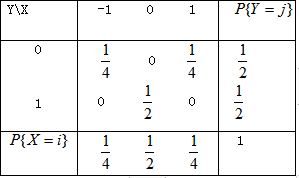 Y\X -1 0 1 P{Y = j}
0 1/4 0 1/4 1/2
1 0 1/2 0 1/2
P{X = i} 1/4 1/2 1/4 1